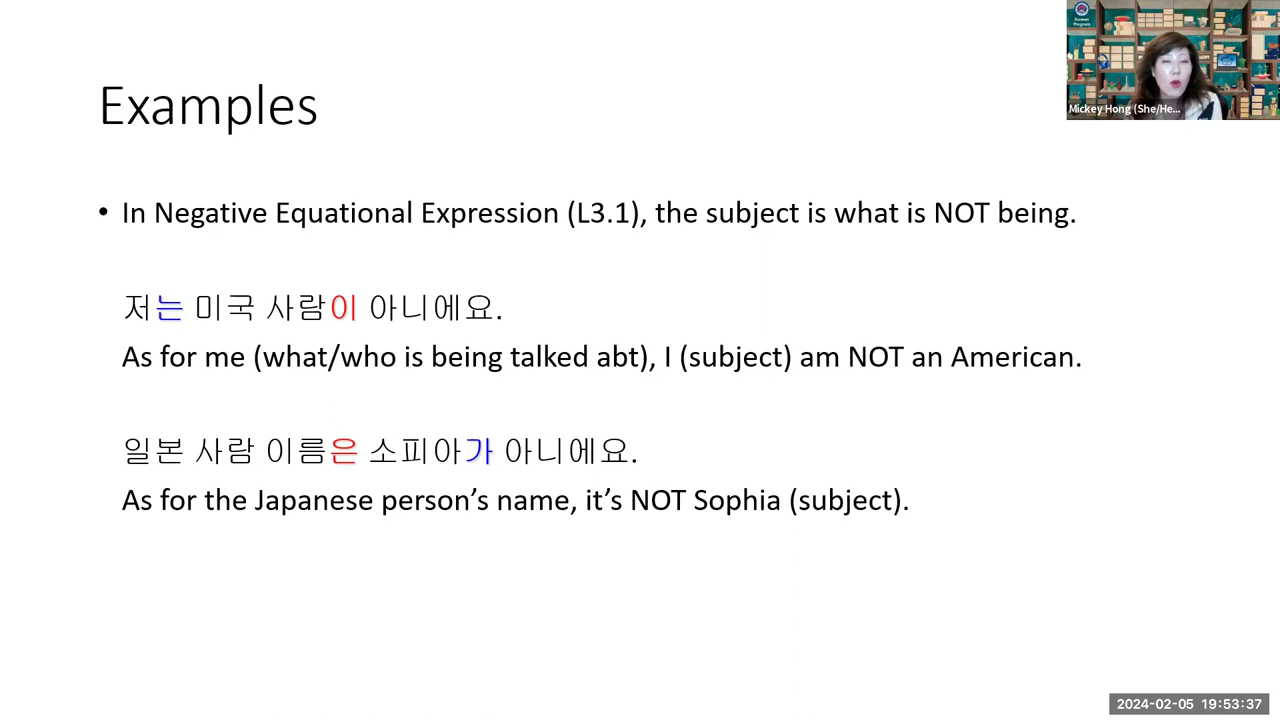 Korean
Program
Mickey Hong (She/He...
Examples
• In Negative Equational Expression (L3.1), the subject is what is NOT being.
저는 미국 사람이 아니에요.
As for me (what/who is being talked abt), I (subject) am NOT an American.
일본 사람 이름은 소피아가 아니에요.
As for the Japanese person’s name, it’s NOT Sophia (subject).
2024-02-05 19:53:37